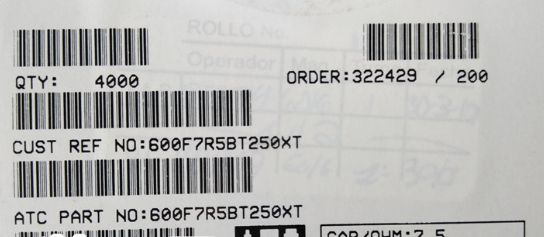 ROLLO No.
Operador
QTY: 4000
ORDER:322429 / 200
CUST REF NO:600F7R5BT250XT
ATC PART NO:600F7R5BT250XT
CAP/OHM:7.5